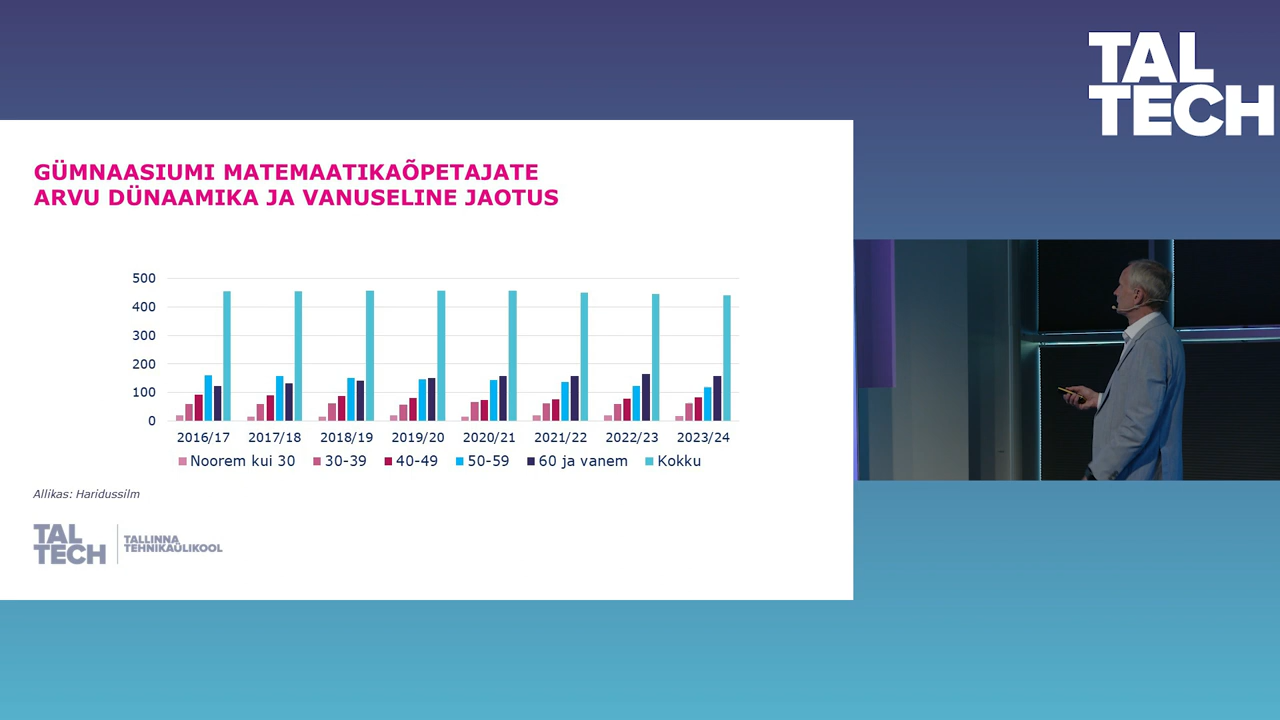 TAL
TECH
GÜMNAASIUMI MATEMAATIKAÕPETAJATE
ARVU DÜNAAMIKA JA VANUSELINE JAOTUS
500
400
300
200
100
0
2016/17 2017/18 2018/19 2019/20 2020/21 2021/22 2022/23 2023/24
Noorem kui 30 30-39 40-49 50-59 60 ja vanem Kokku
Allikas: Haridussilm
TAL
TECH
TALLINNA
TEHNIKAÜLIKOOL